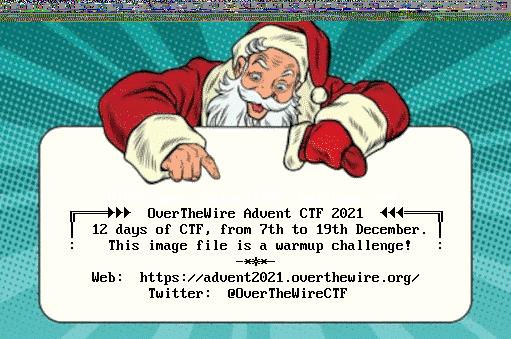 ╔════►►► OverTheWire Advent CTF 2021 ◄◄◄════╗
║ 12 days of CTF, from 7th to 19th December. ║
: This image file is a warmup challenge! :
─*※*─
Web: https://advent2021.overthewire.org/
Twitter: @OverTheWireCTF